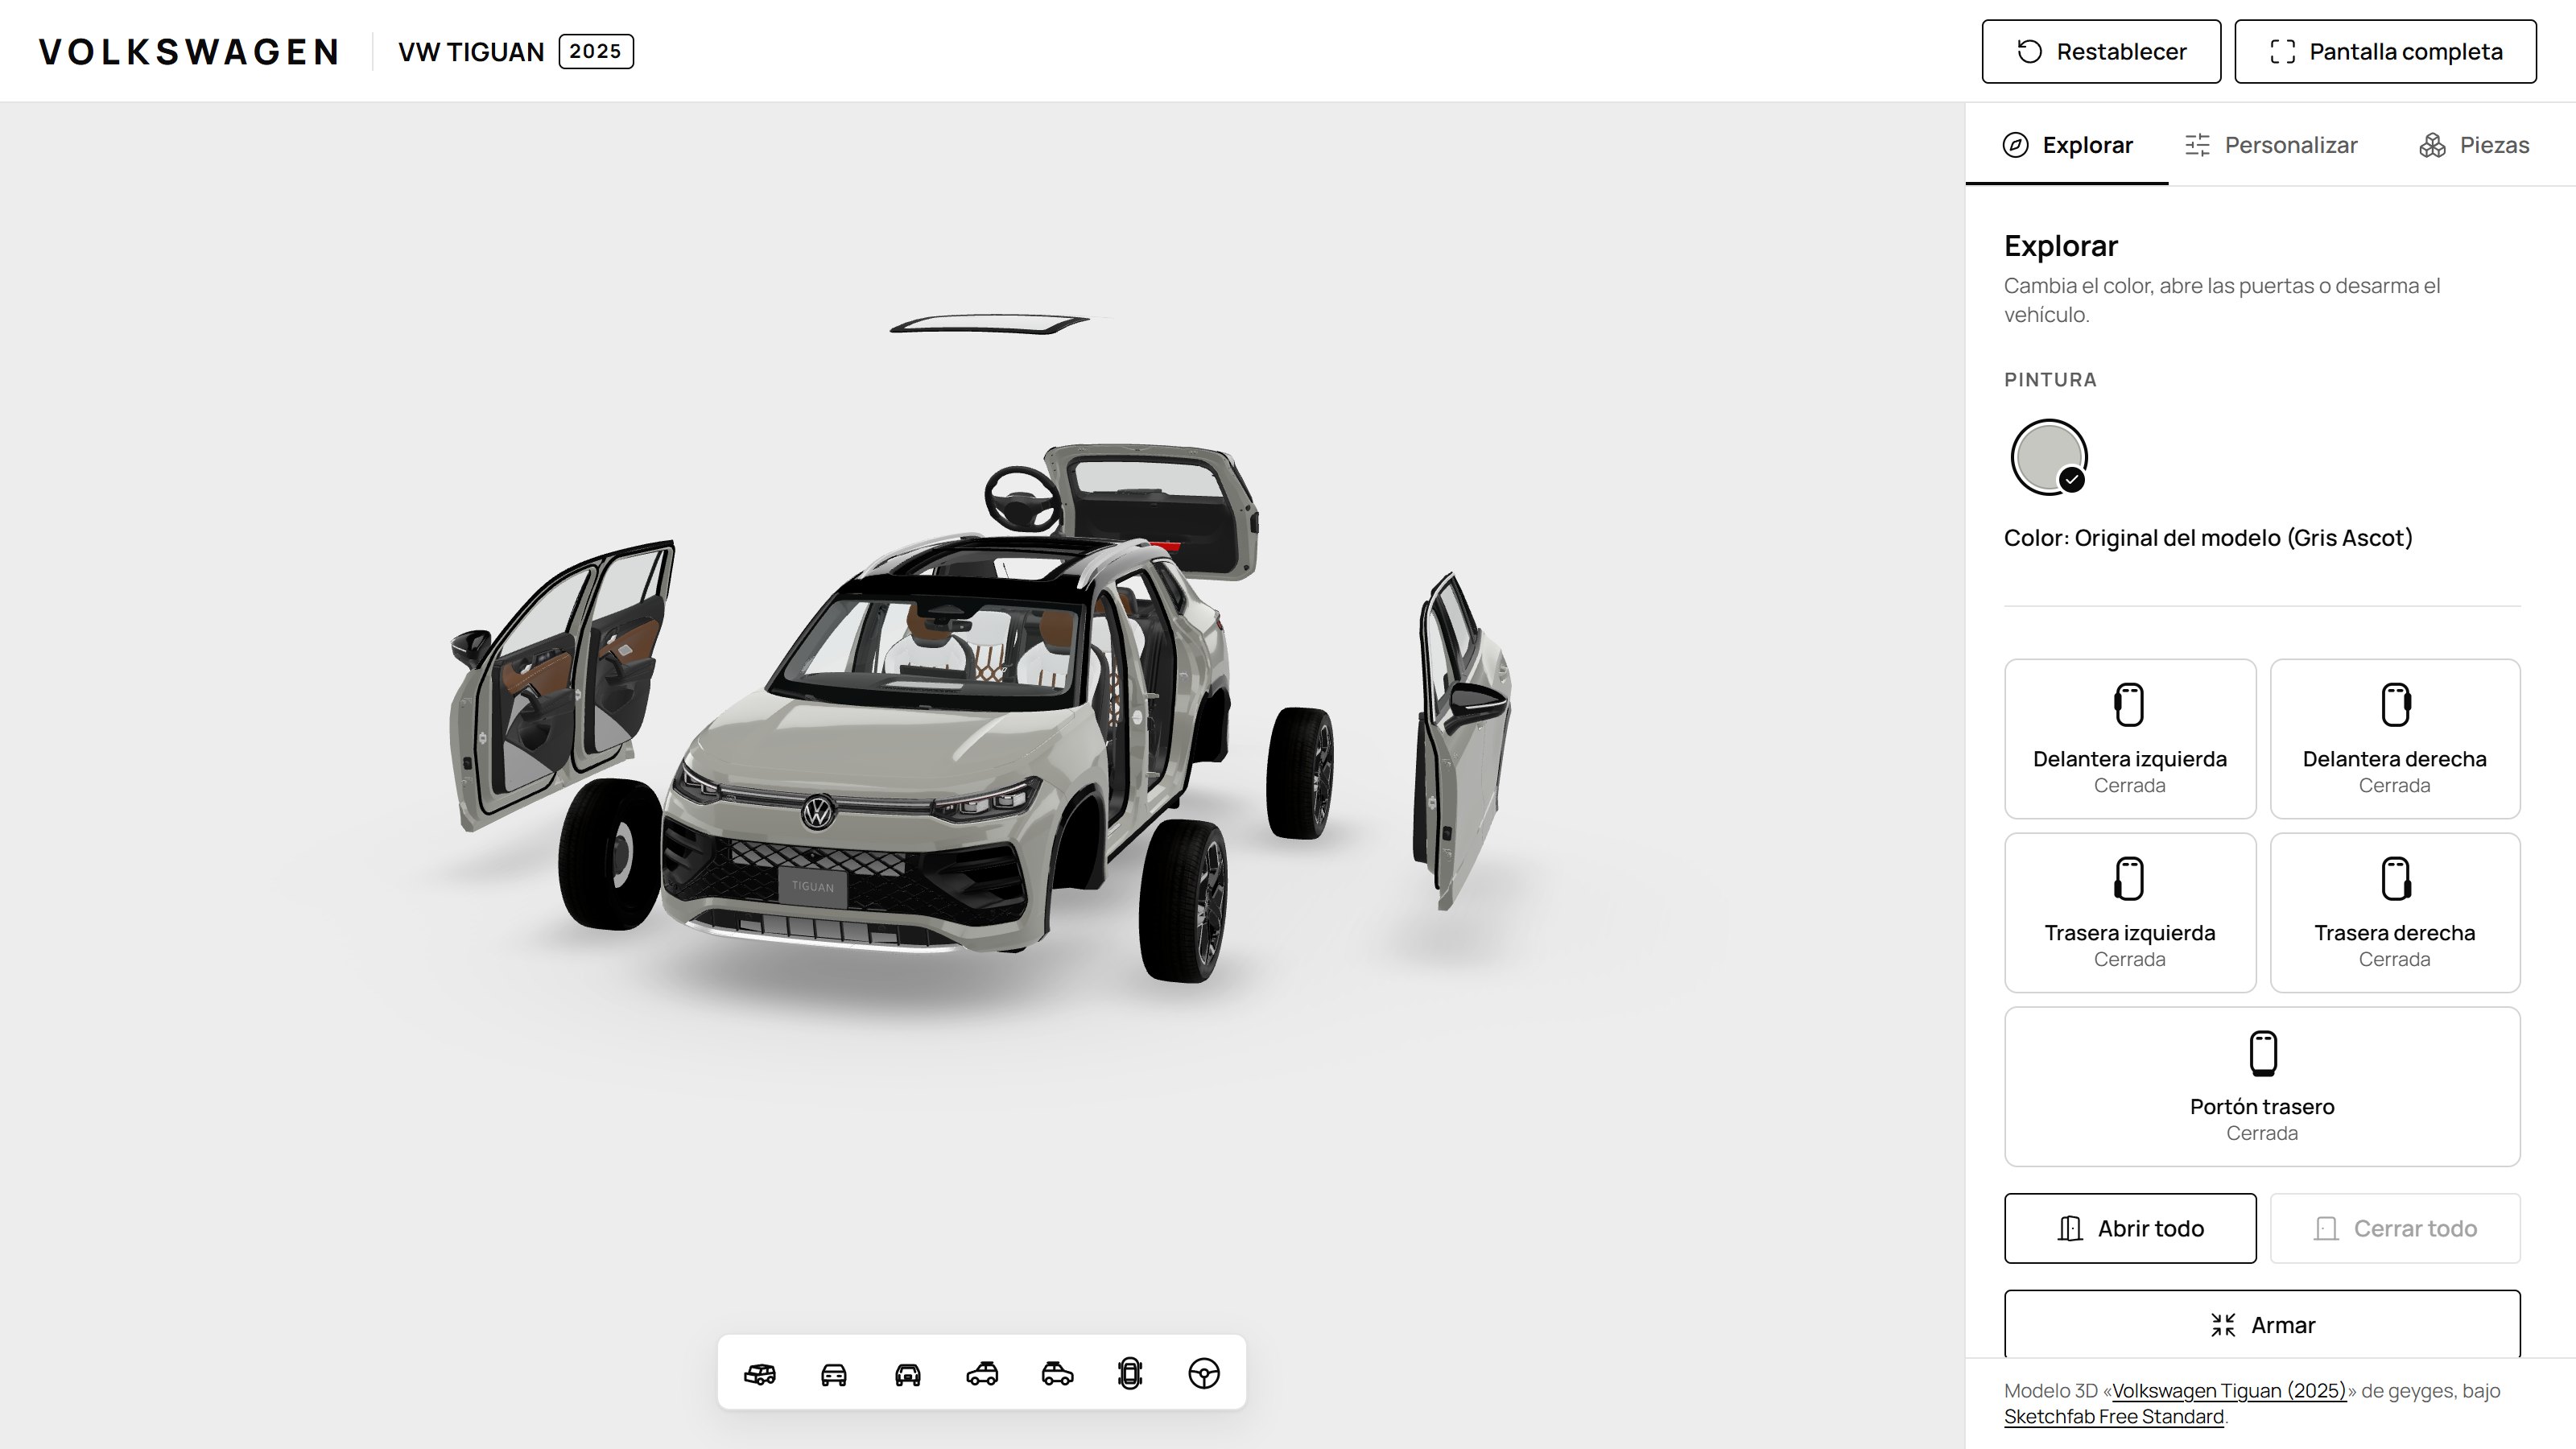 VOLKSWAGEN
VW TIGUAN 2025
Restablecer
Pantalla completa
Explorar
Personalizar
Piezas
Explorar
Cambia el color, abre las puertas o desarma el
vehículo.
PINTURA
Color: Original del modelo (Gris Ascot)
Delantera izquierda
Cerrada
Delantera derecha
Cerrada
Trasera izquierda
Cerrada
Trasera derecha
Cerrada
Portón trasero
Cerrada
Abrir todo
Cerrar todo
Armar
Modelo 3D «Volkswagen Tiguan (2025)» de geyges, bajo
Sketchfab Free Standard.
TIGUAN